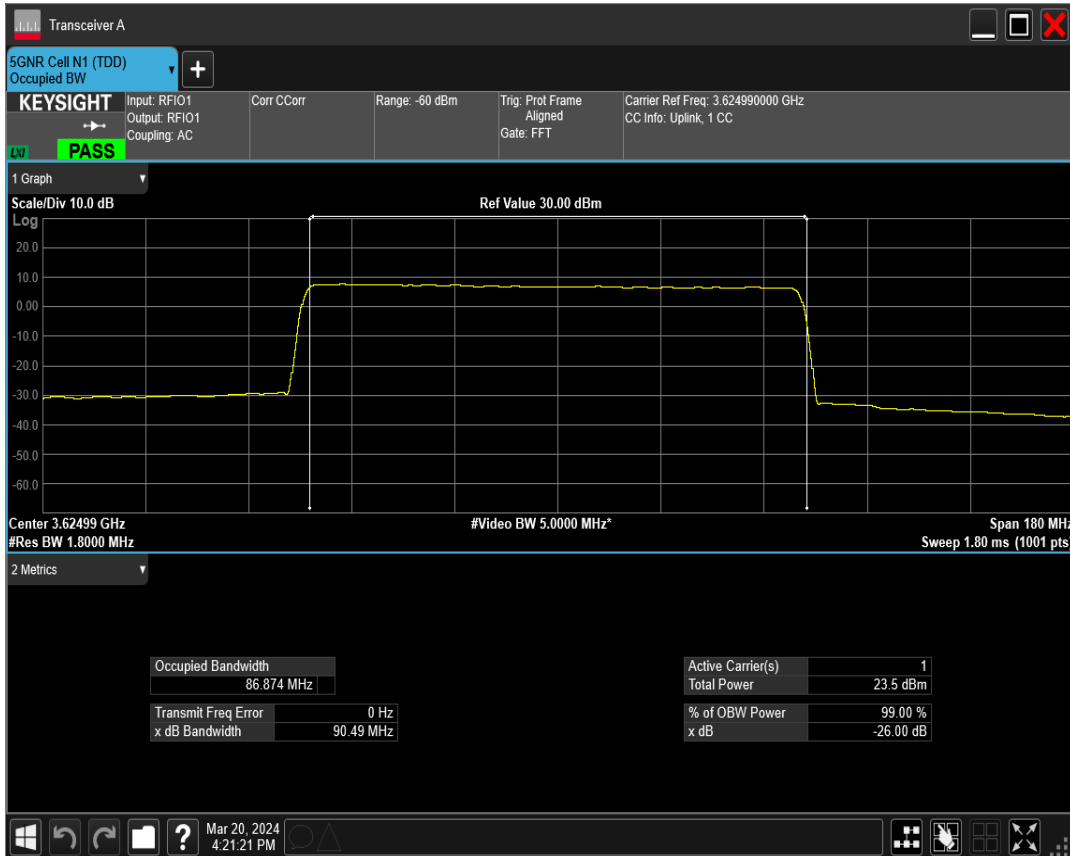 Transceiver A
5GNR Cell N1 (TDD)
Occupied BW
+
KEYSIGHT
LXI
PASS
Input: RFIO1
Output: RFIO1
Coupling: AC
Corr CCorr
Range: -60 dBm
Trig: Prot Frame
Aligned
Gate: FFT
Carrier Ref Freq: 3.624990000 GHz
CC Info: Uplink, 1 CC
1 Graph
Scale/Div 10.0 dB
Ref Value 30.00 dBm
Log
20.0
10.0
0.00
-10.0
-20.0
-30.0
-40.0
-50.0
-60.0
Center 3.62499 GHz
#Video BW 5.0000 MHz*
Span 180 MHz
#Res BW 1.8000 MHz
Sweep 1.80 ms (1001 pts)
2 Metrics
Occupied Bandwidth
86.874 MHz
Transmit Freq Error 0 Hz
x dB Bandwidth 90.49 MHz
Active Carrier(s) 1
Total Power 23.5 dBm
% of OBW Power 99.00 %
x dB -26.00 dB
?
Mar 20, 2024
4:21:21 PM